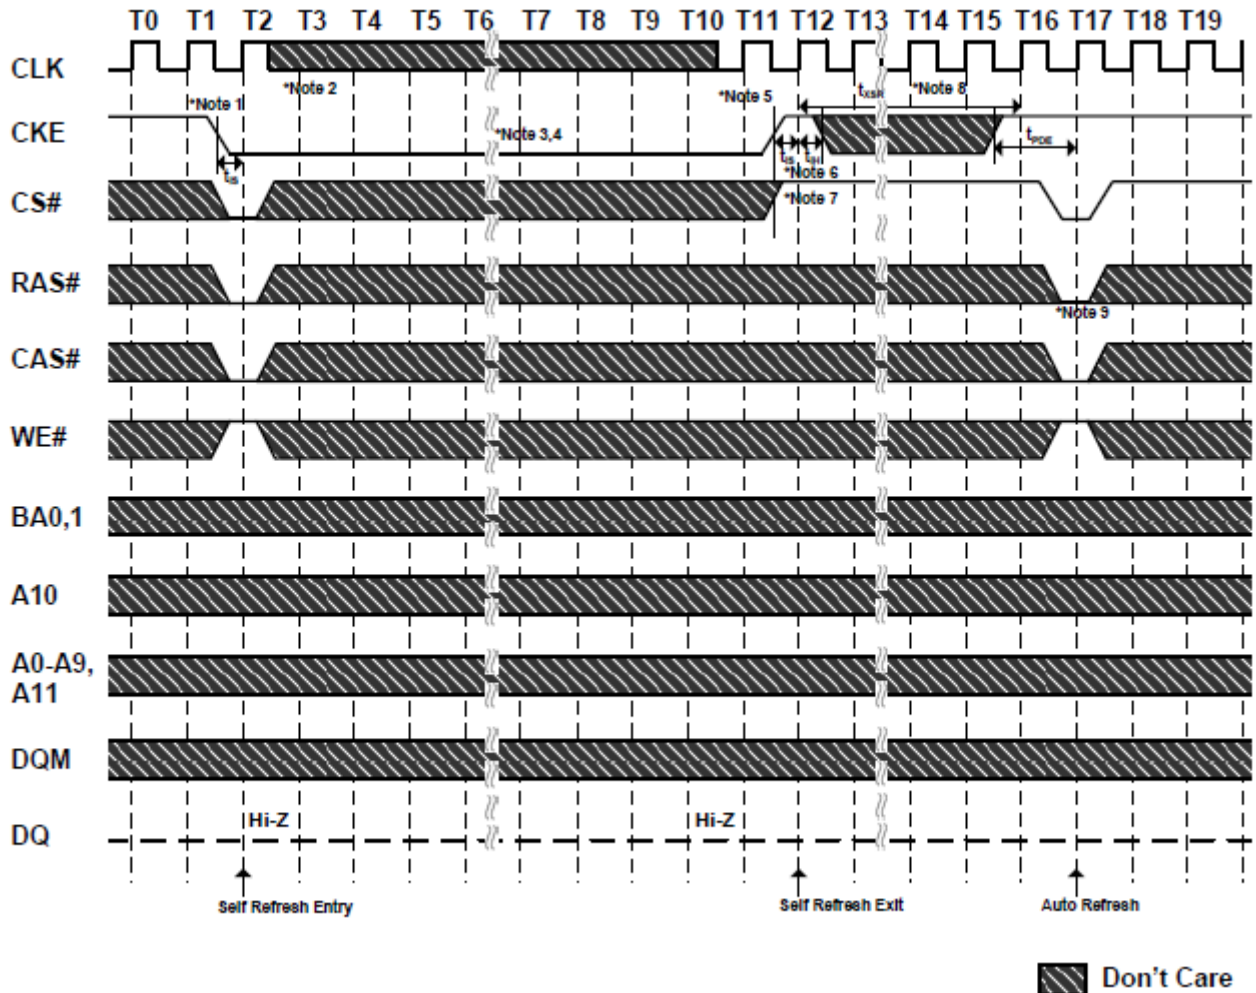 T0 T1 T2 T3 T4 T5 T6 T7 T8 T9 T10 T11 T12 T13 T14 T15 T16 T17 T18 T19
CLK
*Note 2
*Note 5
tXSR
*Note 8
*Note 1
CKE
*Note 3,4
tPDE
tIS
tIS
tIH
*Note 6
CS#
*Note 7
RAS#
*Note 9
CAS#
WE#
BA0,1
A10
A0-A9,
A11
DQM
Hi-Z
Hi-Z
DQ
Self Refresh Entry
Self Refresh Exit
Auto Refresh
Don't Care